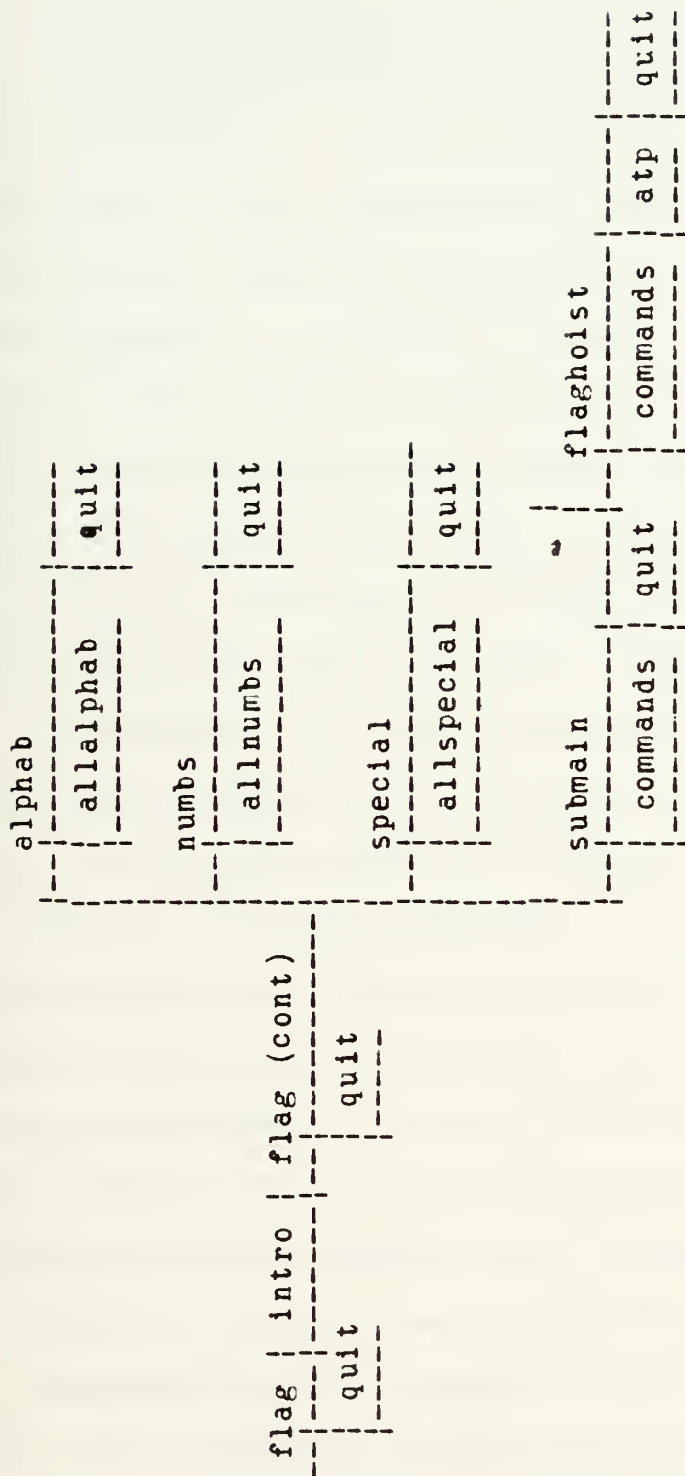 alphab
allalphab quit
numbs
allnumbs quit
flag intro flag (cont)
quit quit
special
allspecial quit
submain flaghoist
commands quit commands atp quit